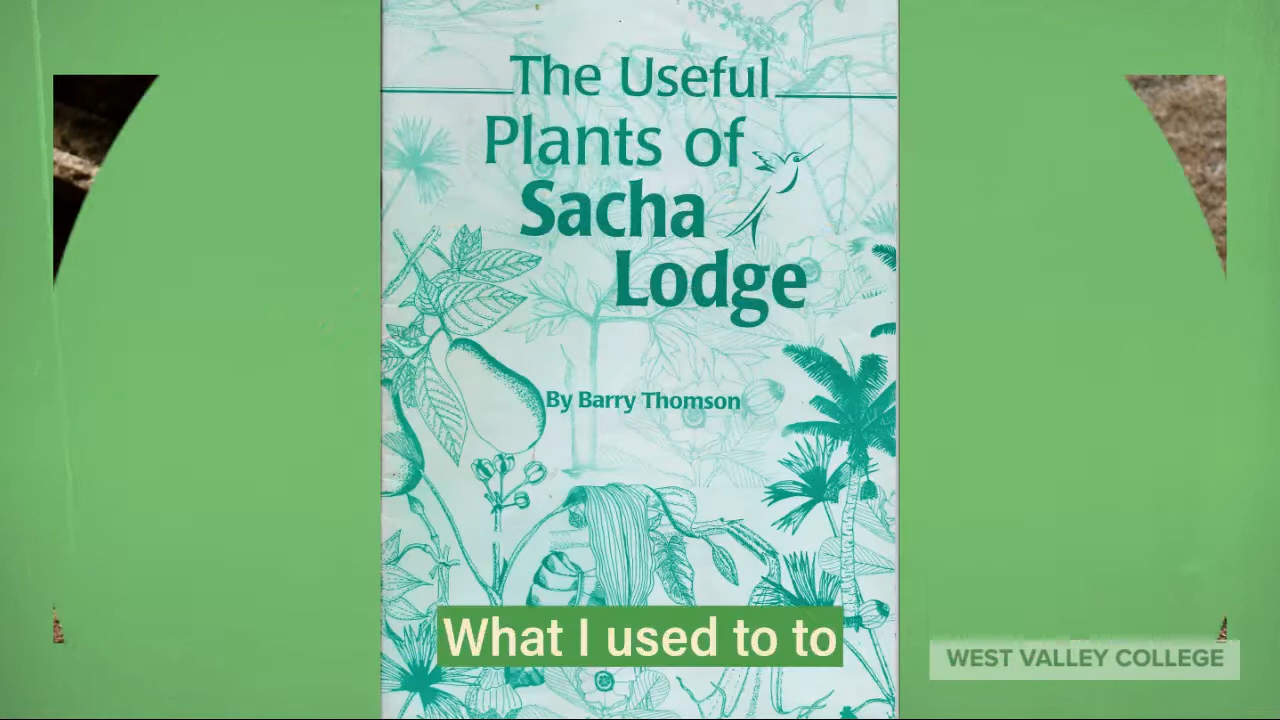 The Useful
Plants of
Sacha
Lodge
By Barry Thomson
What I used to to
WEST VALLEY COLLEGE